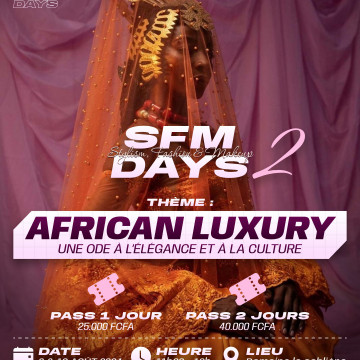 DAYS
SFM
Stylism, Fashion & Makeup
DAYS 2
THÈME :
AFRICAN LUXURY
UNE ODE À L'ÉLÉGANCE ET À LA CULTURE
PASS 1 JOUR
25.000 FCFA
PASS 2 JOURS
40.000 FCFA
DATE
HEURE
LIEU